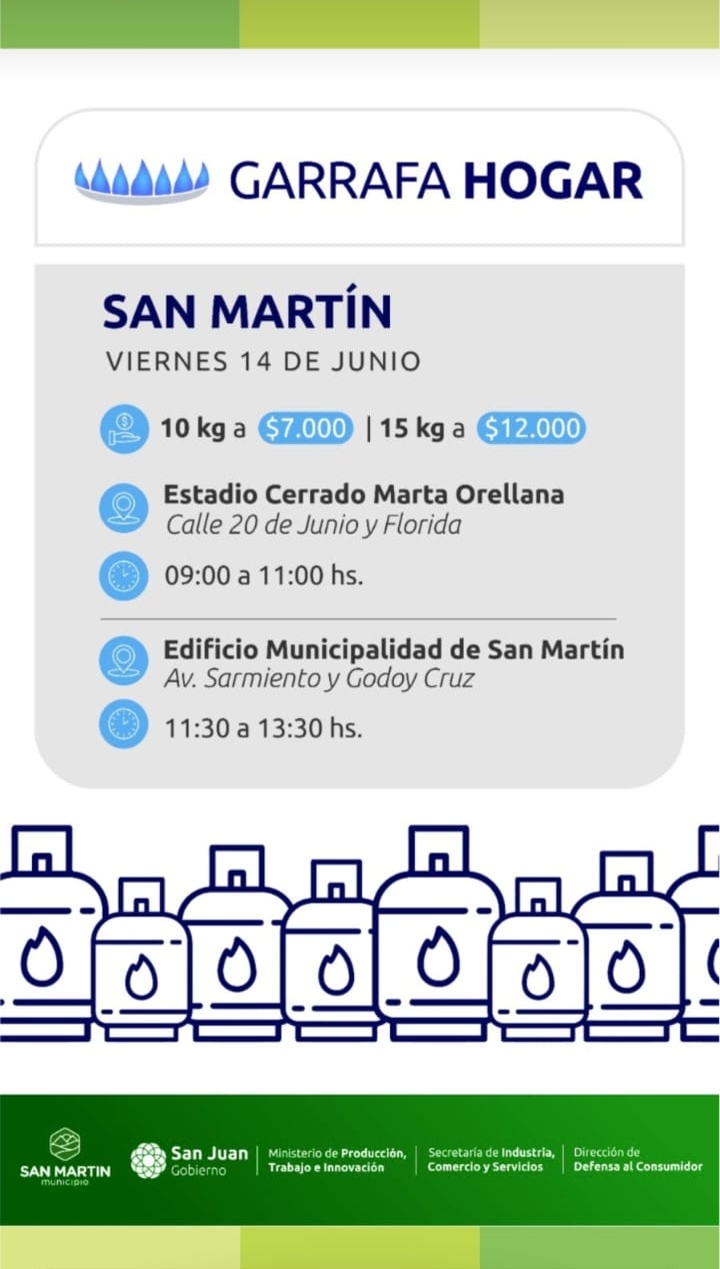 GARRAFA HOGAR
SAN MARTÍN
VIERNES 14 DE JUNIO
10 kg a $7.000 | 15 kg a $12.000
Estadio Cerrado Marta Orellana
Calle 20 de Junio y Florida
09:00 a 11:00 hs.
Edificio Municipalidad de San Martín
Av. Sarmiento y Godoy Cruz
11:30 a 13:30 hs.
SAN MARTIN
municipio
San Juan
Gobierno
Ministerio de Producción,
Trabajo e Innovación
Secretaría de Industria,
Comercio y Servicios
Dirección de
Defensa al Consumidor